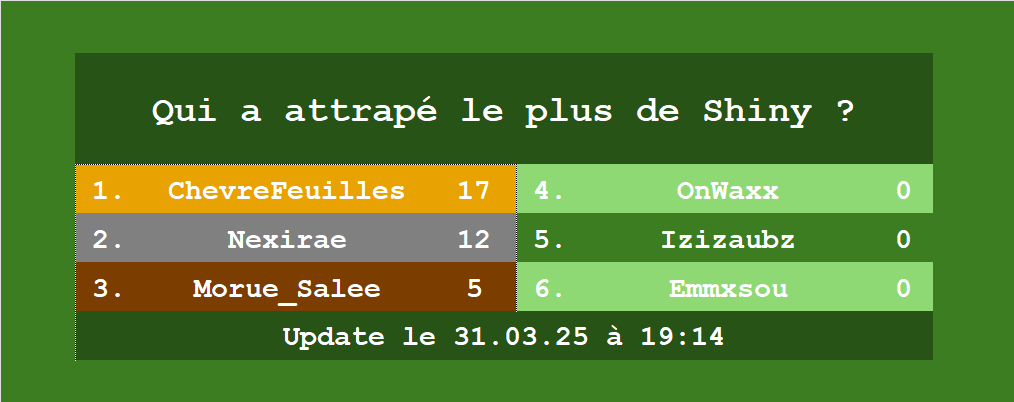 Qui a attrapé le plus de Shiny ?
1. ChevreFeuilles 17
2. Nexirae 12
3. Morue_Salee 5
4. OnWaxx 0
5. Izizaubz 0
6. Emmxsou 0
Update le 31.03.25 à 19:14